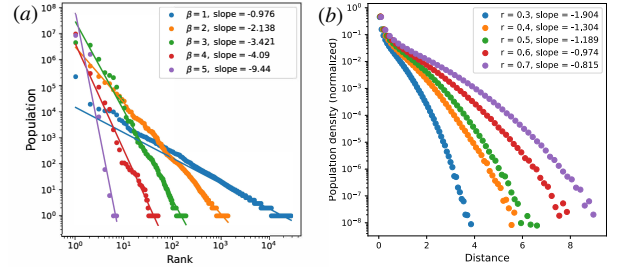 (a)
β = 1, slope = -0.976
β = 2, slope = -2.138
β = 3, slope = -3.421
β = 4, slope = -4.09
β = 5, slope = -9.44
10⁷
10⁶
10⁵
10⁴
10³
10²
10¹
10⁰
Population
10⁰ 10¹ 10² 10³ 10⁴
Rank
(b)
r = 0.3, slope = -1.904
r = 0.4, slope = -1.304
r = 0.5, slope = -1.189
r = 0.6, slope = -0.974
r = 0.7, slope = -0.815
10⁰
10⁻¹
10⁻²
10⁻³
10⁻⁴
10⁻⁵
10⁻⁶
10⁻⁷
10⁻⁸
Population density (normalized)
0 2 4 6 8
Distance